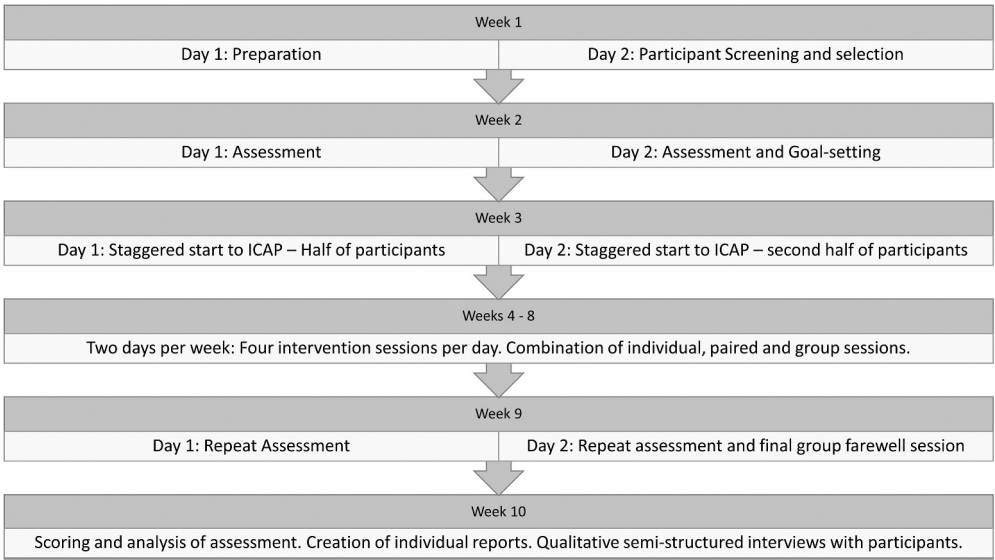 Week 1
Day 1: Preparation
Day 2: Participant Screening and selection
Week 2
Day 1: Assessment
Day 2: Assessment and Goal-setting
Week 3
Day 1: Staggered start to ICAP – Half of participants
Day 2: Staggered start to ICAP – second half of participants
Weeks 4 - 8
Two days per week: Four intervention sessions per day. Combination of individual, paired and group sessions.
Week 9
Day 1: Repeat Assessment
Day 2: Repeat assessment and final group farewell session
Week 10
Scoring and analysis of assessment. Creation of individual reports. Qualitative semi-structured interviews with participants.